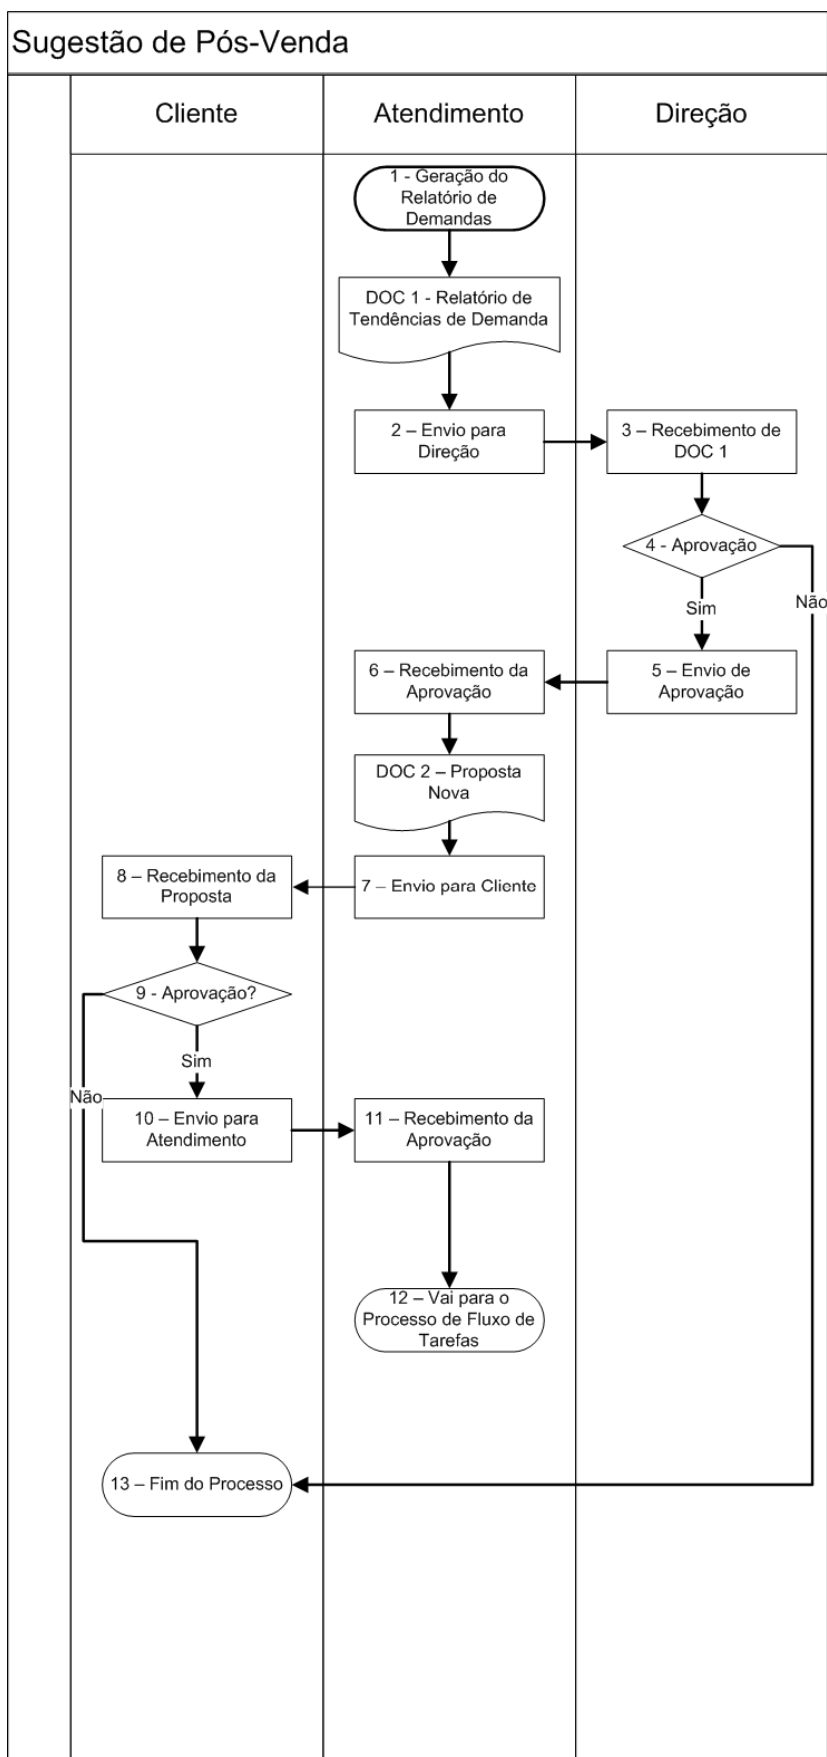 Sugestão de Pós-Venda
Cliente
Atendimento
Direção
1 - Geração do
Relatório de
Demandas
DOC 1 - Relatório de
Tendências de Demanda
2 – Envio para
Direção
3 – Recebimento de
DOC 1
4 - Aprovação
Não
Sim
5 – Envio de
Aprovação
6 – Recebimento da
Aprovação
DOC 2 – Proposta
Nova
7 – Envio para Cliente
8 – Recebimento da
Proposta
9 - Aprovação?
Sim
Não
10 – Envio para
Atendimento
11 – Recebimento da
Aprovação
12 – Vai para o
Processo de Fluxo de
Tarefas
13 – Fim do Processo